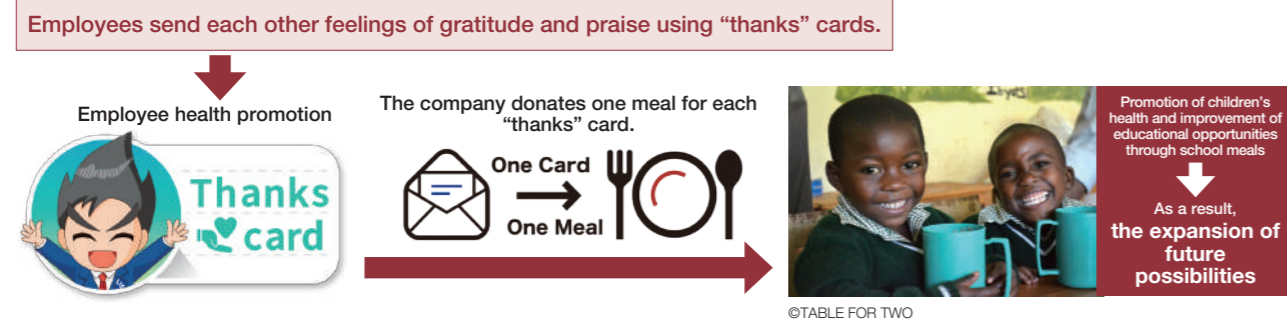 Employees send each other feelings of gratitude and praise using “thanks” cards.
Employee health promotion
Thanks
card
The company donates one meal for each
“thanks” card.
One Card
One Meal
Promotion of children’s
health and improvement of
educational opportunities
through school meals
As a result,
the expansion of
future
possibilities
©TABLE FOR TWO